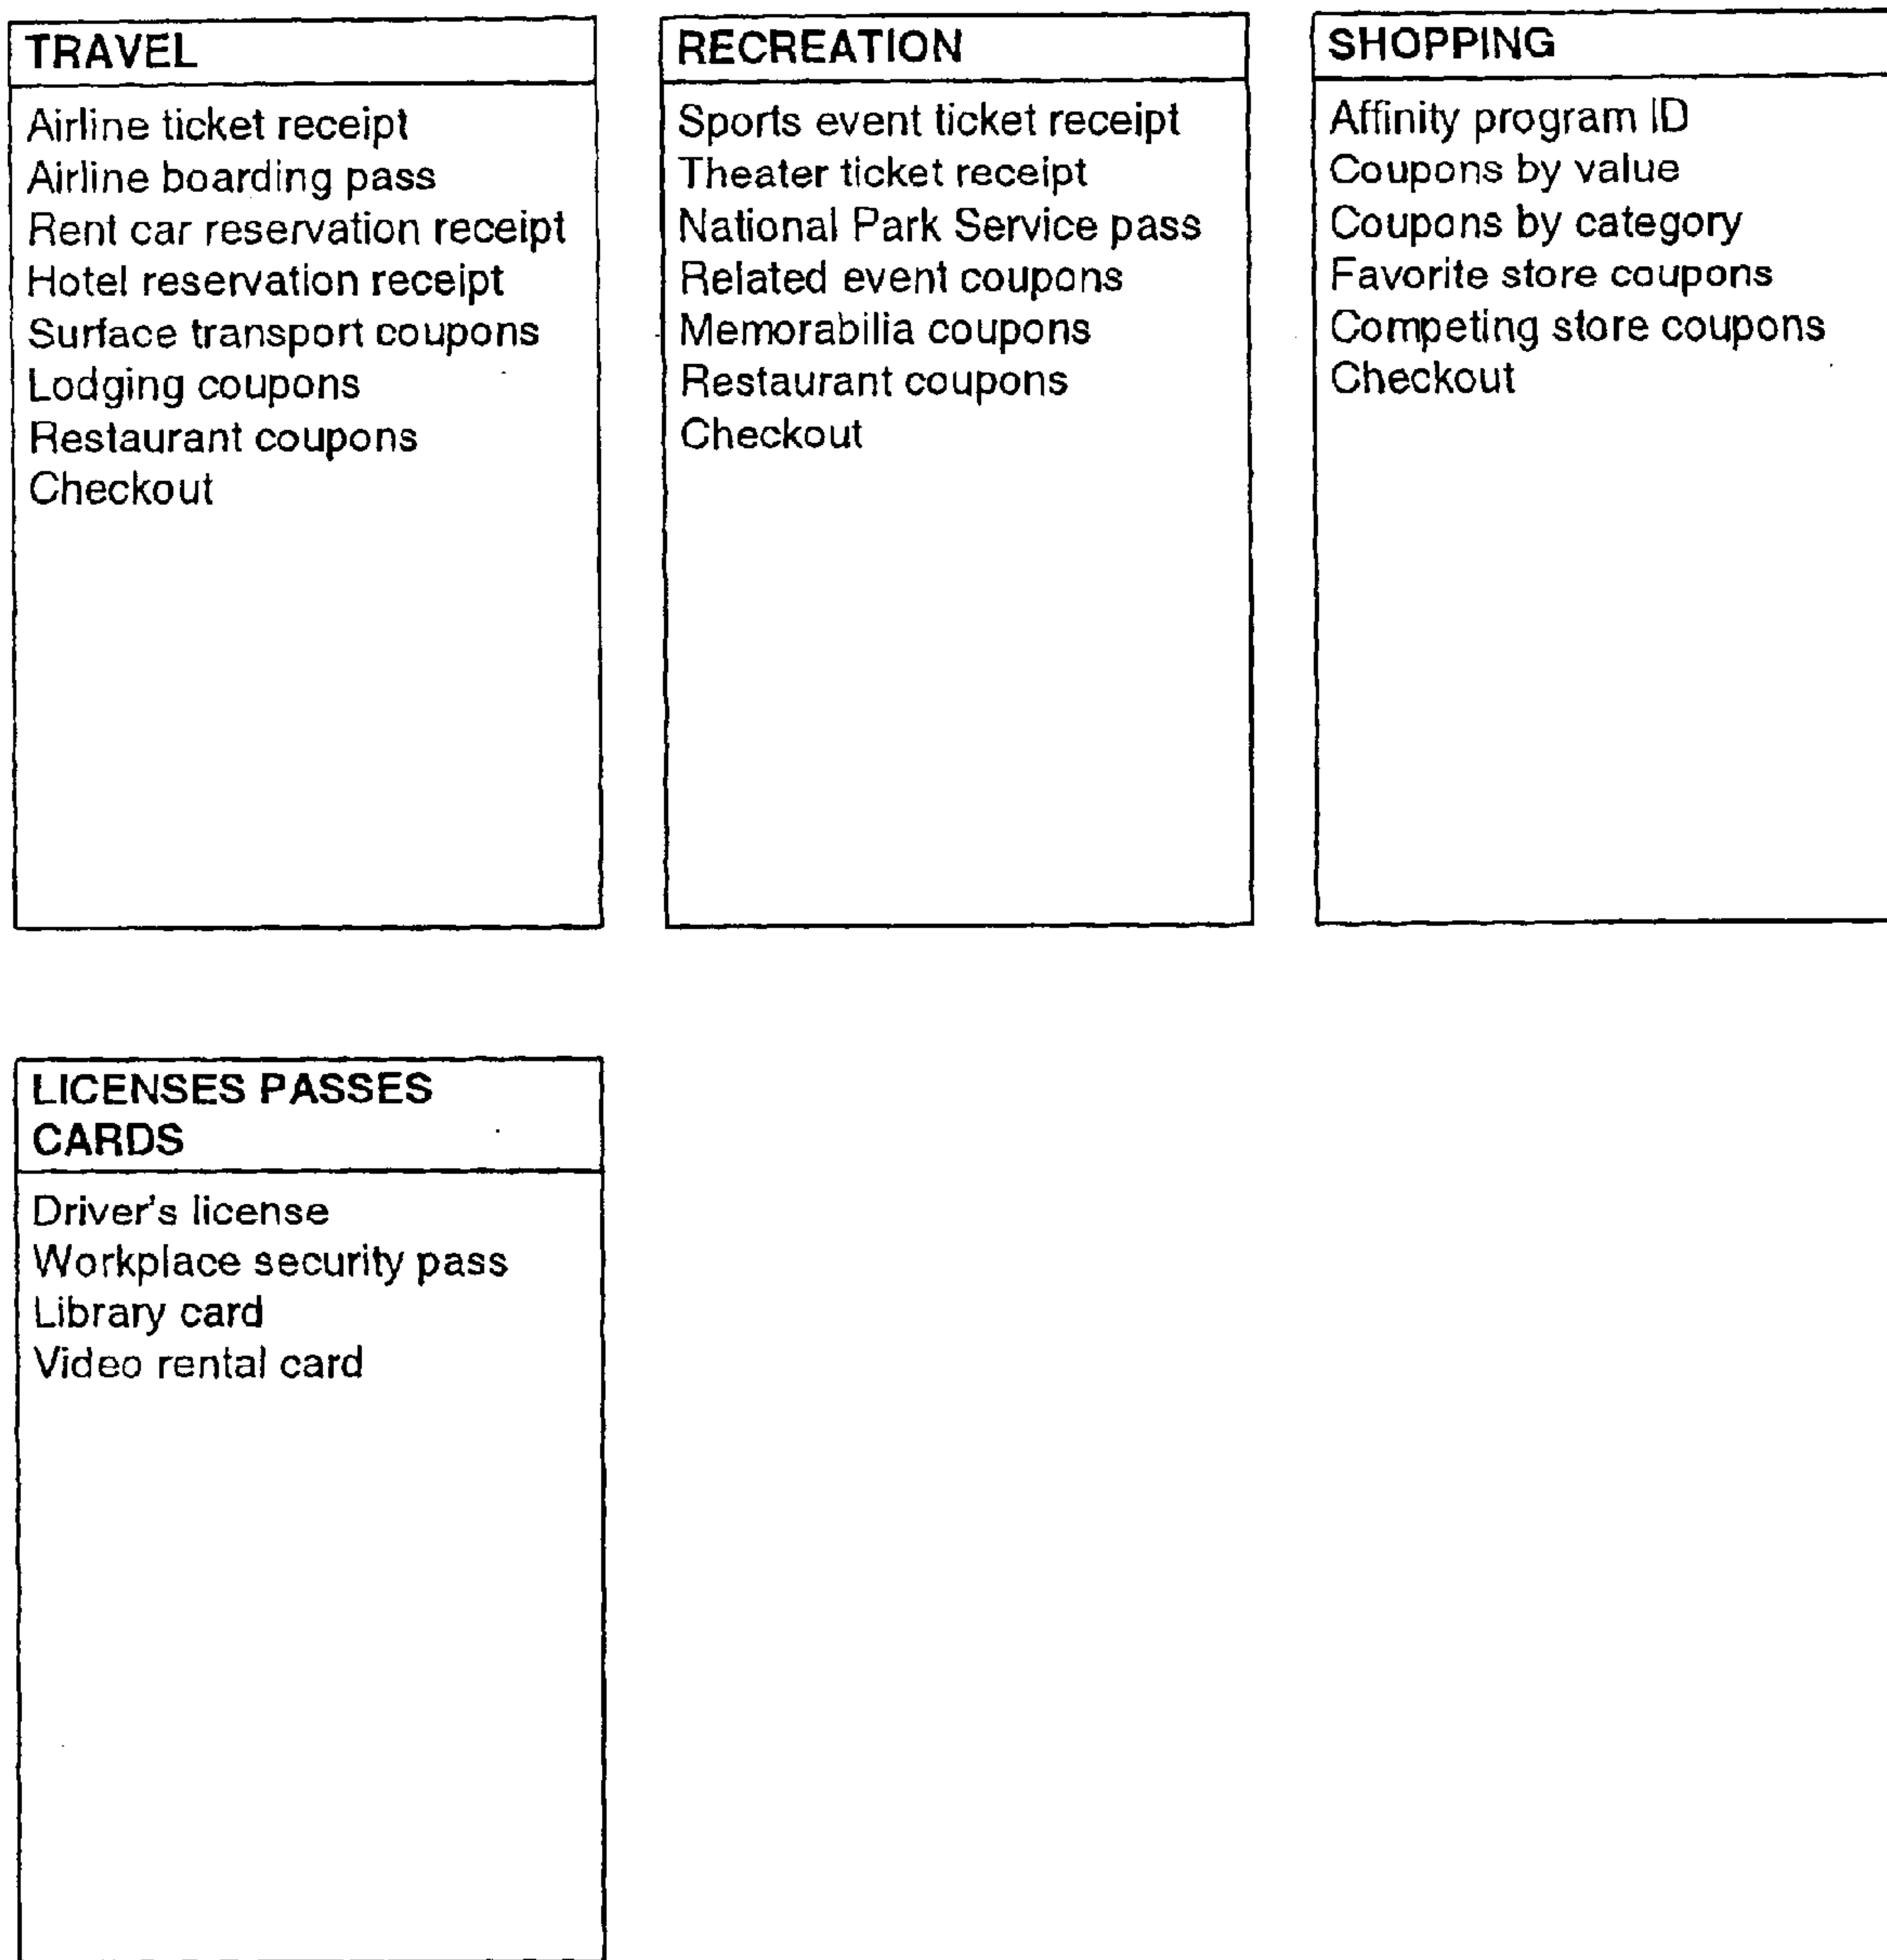 TRAVEL
Airline ticket receipt
Airline boarding pass
Rent car reservation receipt
Hotel reservation receipt
Surface transport coupons
Lodging coupons
Restaurant coupons
Checkout
RECREATION
Sports event ticket receipt
Theater ticket receipt
National Park Service pass
Related event coupons
Memorabilia coupons
Restaurant coupons
Checkout
SHOPPING
Affinity program ID
Coupons by value
Coupons by category
Favorite store coupons
Competing store coupons
Checkout
LICENSES PASSES
CARDS
Driver's license
Workplace security pass
Library card
Video rental card